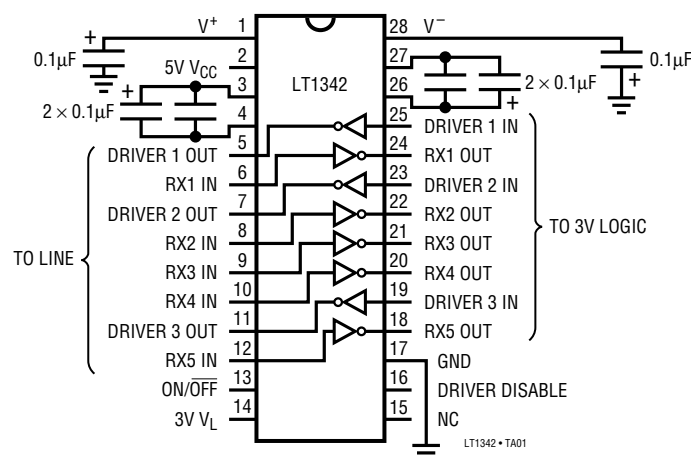 V+ 1 28 V–
0.1µF +
2 27
0.1µF +
5V VCC
LT1342
3 26
2 × 0.1µF +
2 × 0.1µF +
4 25 DRIVER 1 IN
DRIVER 1 OUT 5 24 RX1 OUT
RX1 IN 6 23 DRIVER 2 IN
DRIVER 2 OUT 7 22 RX2 OUT
RX2 IN 8 21 RX3 OUT
TO LINE
TO 3V LOGIC
RX3 IN 9 20 RX4 OUT
RX4 IN 10 19 DRIVER 3 IN
DRIVER 3 OUT 11 18 RX5 OUT
RX5 IN 12 17 GND
ON/OFF 13 16 DRIVER DISABLE
3V VL 14 15 NC
LT1342 • TA01